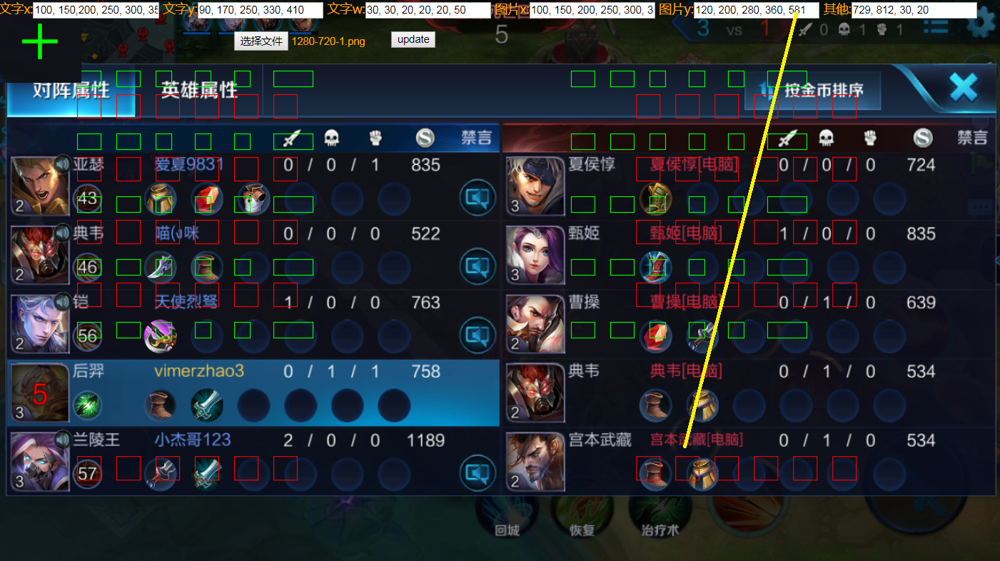 文字x: 100, 150,200, 250, 300, 35 文字y: 90, 170, 250, 330, 410 文字w: 30, 30, 20, 20, 20, 50 图片x: 100, 150, 200, 250, 300, 3 图片y: 120, 200, 280, 360, 581 其他: 729, 812, 30, 20
5 3 vs 1 0 1 1
选择文件 1280-720-1.png update
对阵属性 英雄属性 按金币排序
S 禁言 S 禁言
亚瑟 爱夏9831 0 / 0 / 1 835
2 43
典韦 0 / 0 / 0 522
2 46
铠 天使烈驽 1 / 0 / 0 763
2 56
后羿 vimerzhao3 0 / 1 / 1 758
5
3
兰陵王 小杰哥123 2 / 0 / 0 1189
3 57
夏侯惇 夏侯惇[电脑] 0 / 0 / 0 724
3
甄姬 甄姬[电脑] 1 / 0 / 0 835
3
曹操 曹操[电脑] 0 / 1 / 0 639
2
典韦 典韦[电脑] 0 / 1 / 0 534
2
宫本武藏 宫本武藏[电脑] 0 / 1 / 0 534
2
回城 恢复 治疗术